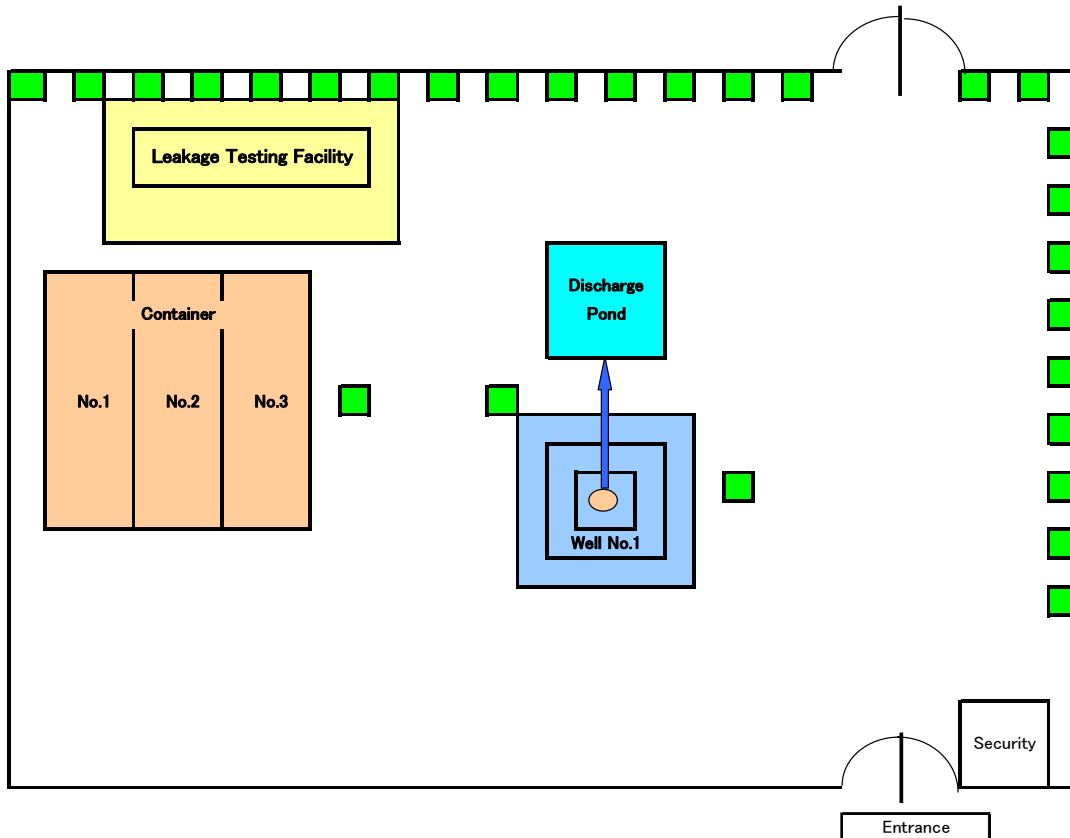 Leakage Testing Facility
Discharge
Pond
Container
No.1
No.2
No.3
Well No.1
Security
Entrance